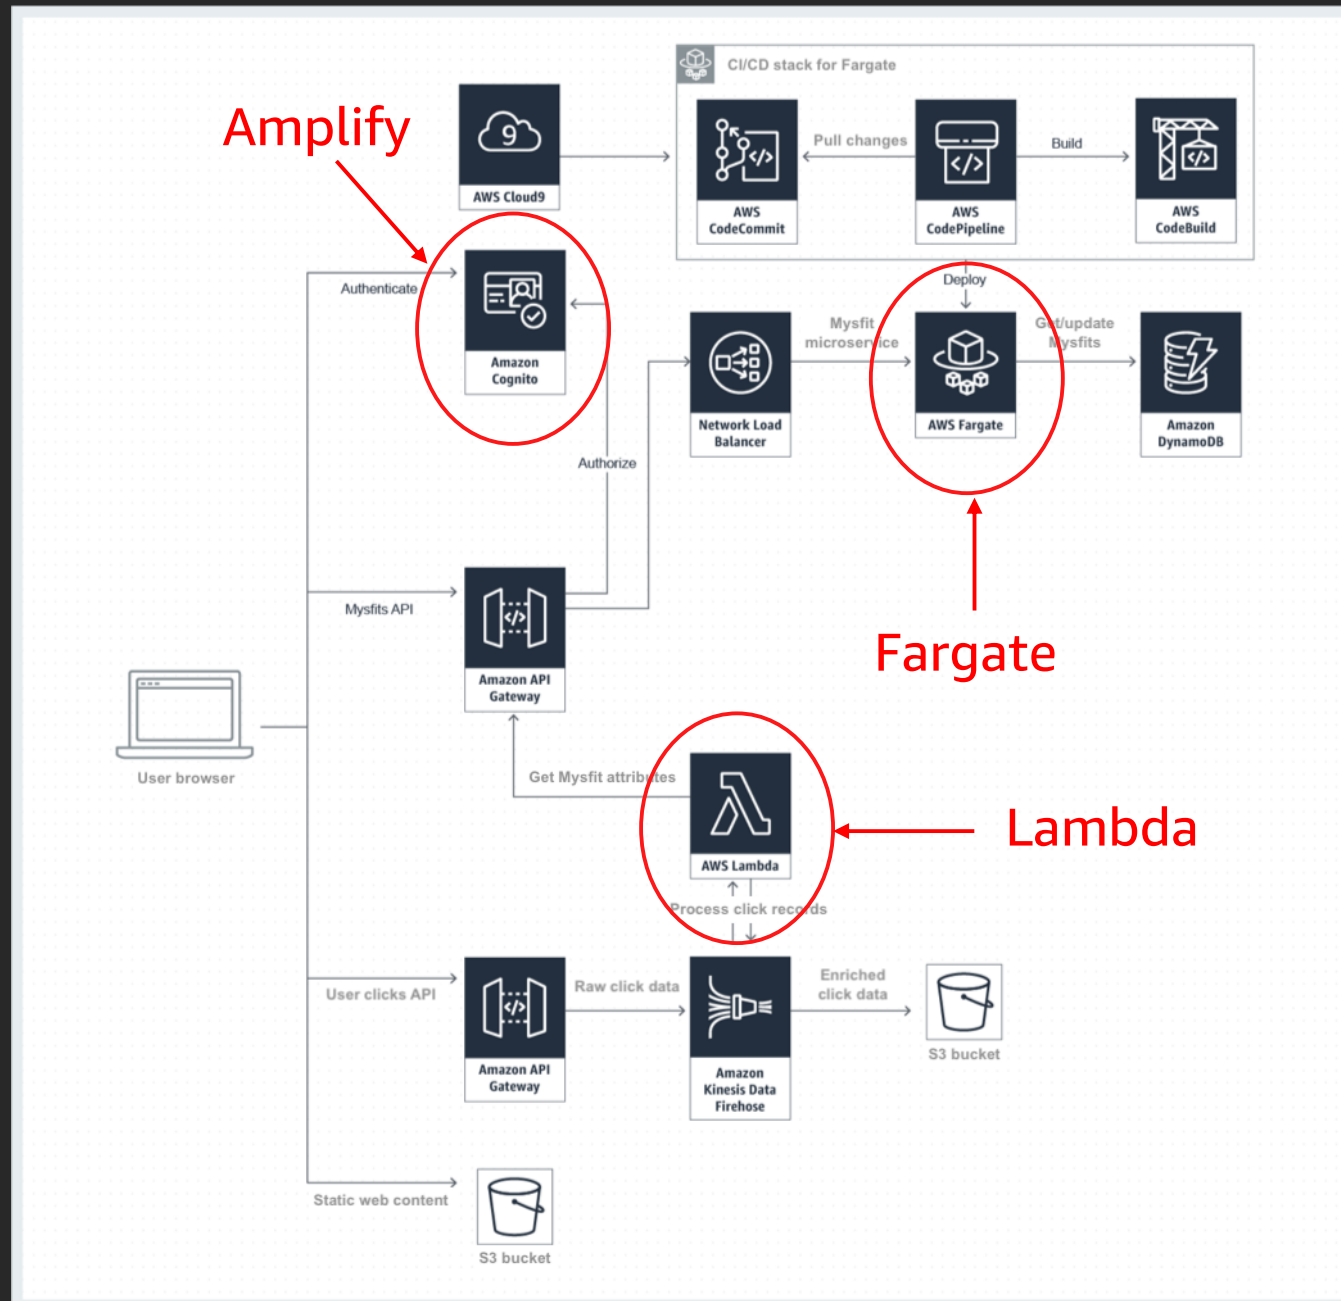 CI/CD stack for Fargate
Amplify
9
AWS Cloud9
Pull changes
Build
AWS
CodeCommit
AWS
CodePipeline
AWS
CodeBuild
Authenticate
Amazon
Cognito
Deploy
Mysfit
microservice
Get/update
Mysfits
Network Load
Balancer
AWS Fargate
Amazon
DynamoDB
Authorize
Mysfits API
Amazon API
Gateway
Fargate
User browser
Get Mysfit attributes
Lambda
AWS Lambda
Process click records
User clicks API
Raw click data
Enriched
click data
Amazon API
Gateway
Amazon
Kinesis Data
Firehose
S3 bucket
Static web content
S3 bucket